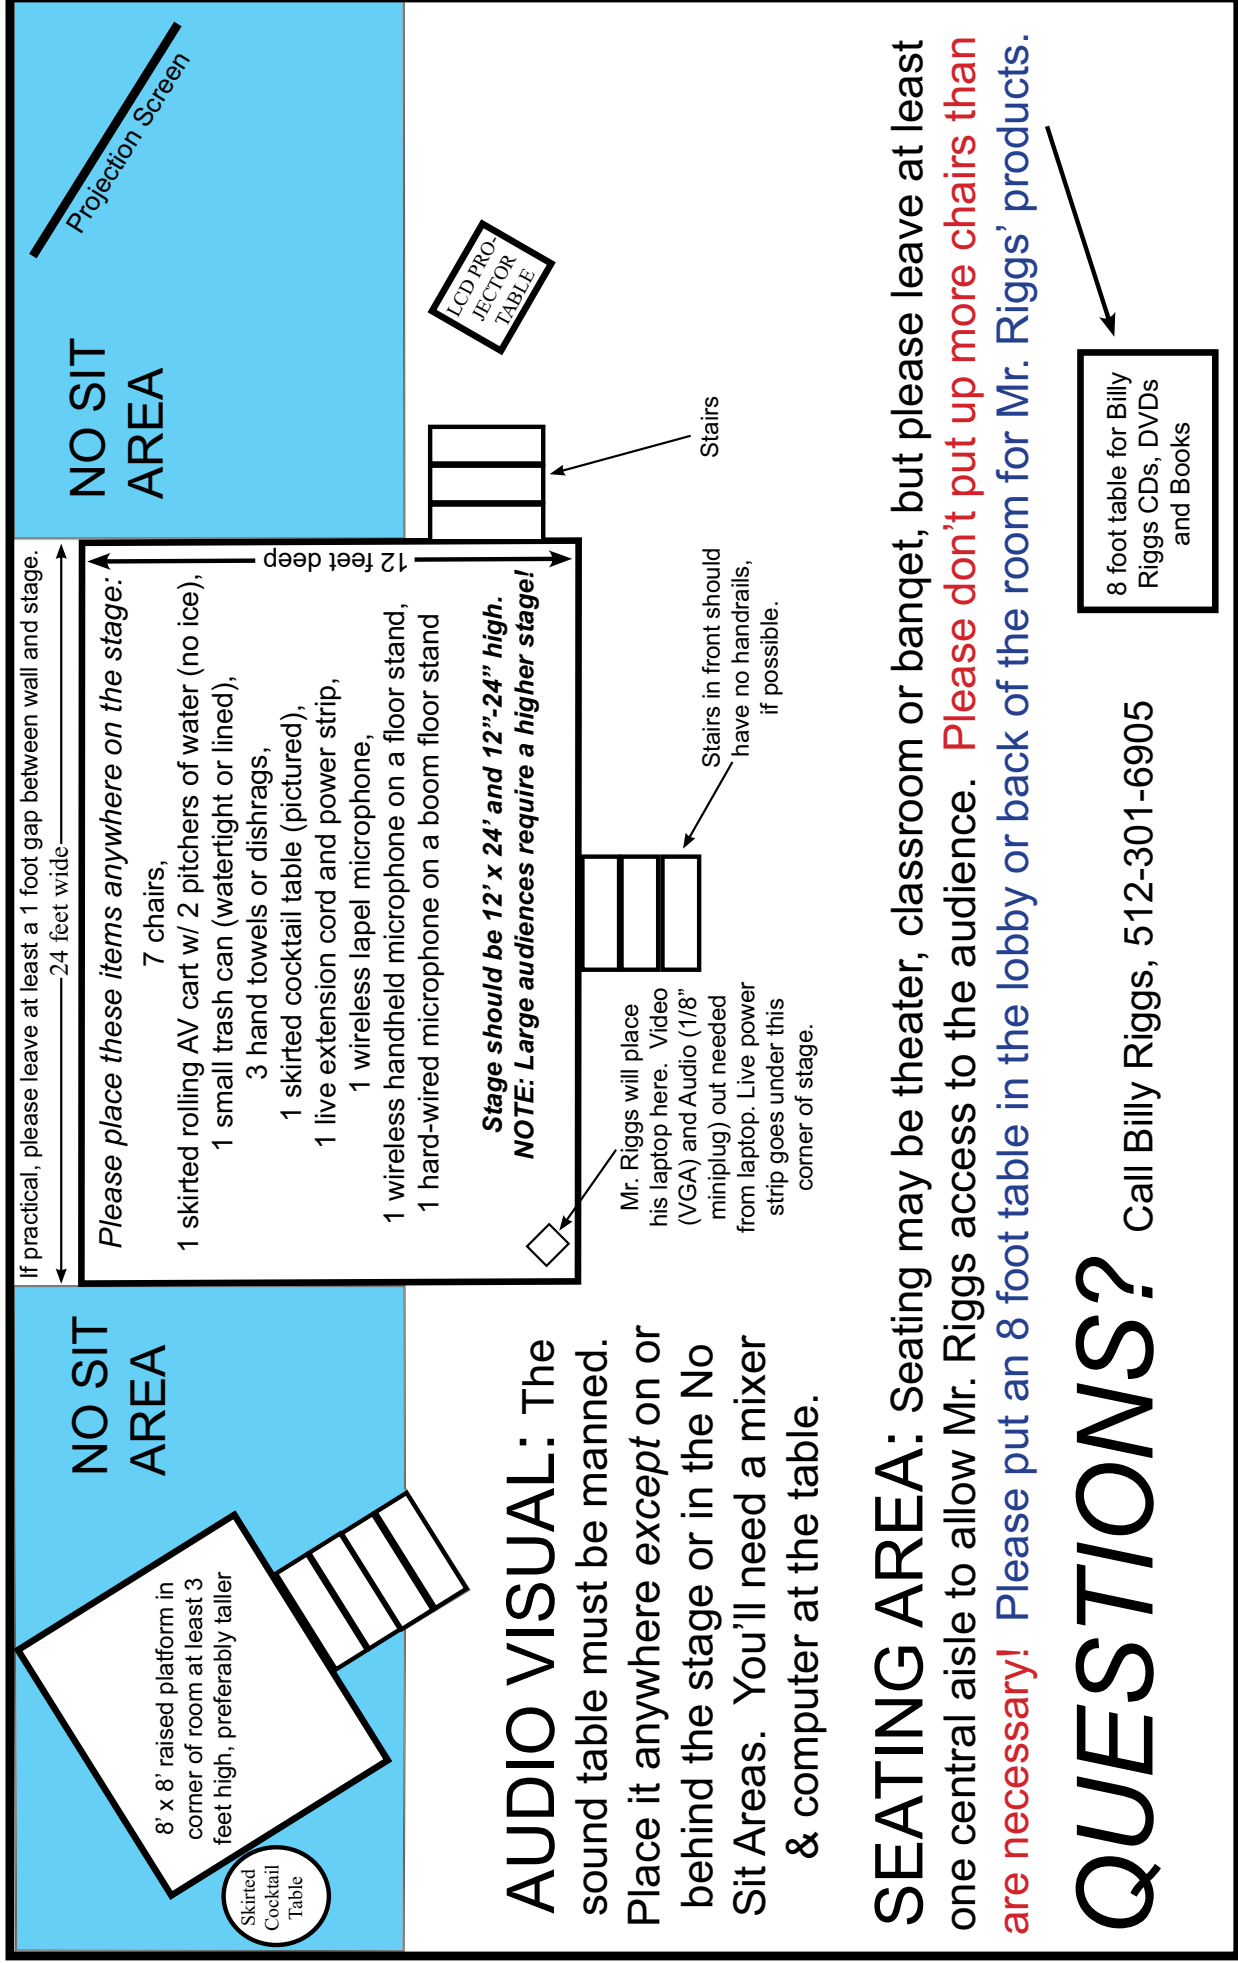 If practical, please leave at least a 1 foot gap between wall and stage.
24 feet wide
NO SIT
AREA
8' x 8' raised platform in
corner of room at least 3
feet high, preferably taller
Skirted
Cocktail
Table
Please place these items anywhere on the stage:
7 chairs,
1 skirted rolling AV cart w/ 2 pitchers of water (no ice),
1 small trash can (watertight or lined),
3 hand towels or dishrags,
1 skirted cocktail table (pictured),
1 live extension cord and power strip,
1 wireless lapel microphone,
1 wireless handheld microphone on a floor stand,
1 hard-wired microphone on a boom floor stand
Stage should be 12' x 24' and 12”-24” high.
NOTE: Large audiences require a higher stage!
12 feet deep
NO SIT
AREA
Projection Screen
LCD PRO-
JECTOR
TABLE
Stairs
Stairs in front should
have no handrails,
if possible.
Mr. Riggs will place
his laptop here.  Video
(VGA) and Audio (1/8”
miniplug) out needed
from laptop. Live power
strip goes under this
corner of stage.
AUDIO VISUAL: The
sound table must be manned.
Place it anywhere except on or
behind the stage or in the No
Sit Areas.  You'll need a mixer
& computer at the table.
SEATING AREA: Seating may be theater, classroom or banqet, but please leave at least
one central aisle to allow Mr. Riggs access to the audience.  Please don't put up more chairs than
are necessary!  Please put an 8 foot table in the lobby or back of the room for Mr. Riggs' products.
QUESTIONS? Call Billy Riggs, 512-301-6905
8 foot table for Billy
Riggs CDs, DVDs
and Books